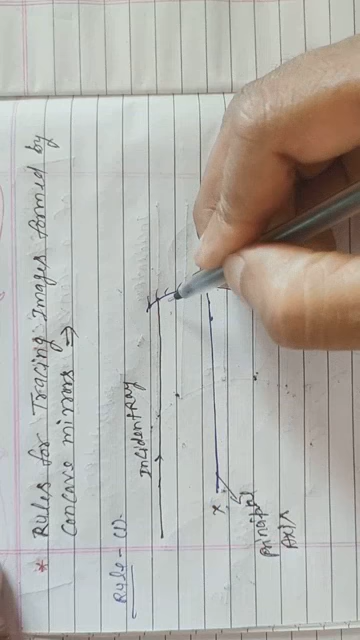 * Rules for Tracing Images formed by
concave mirrors ⇒
Rule-(1).
Incident Ray
X
principal
Axis